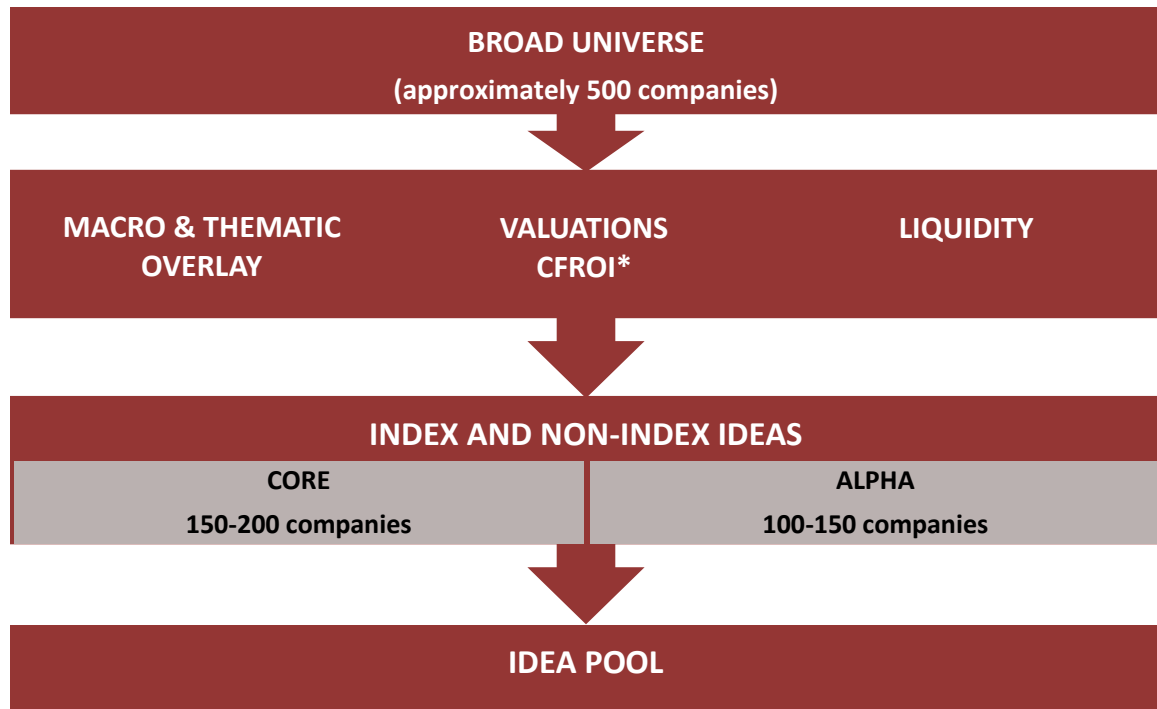 BROAD UNIVERSE
(approximately 500 companies)
MACRO & THEMATIC
OVERLAY
VALUATIONS
CFROI*
LIQUIDITY
INDEX AND NON-INDEX IDEAS
CORE
150-200 companies
ALPHA
100-150 companies
IDEA POOL